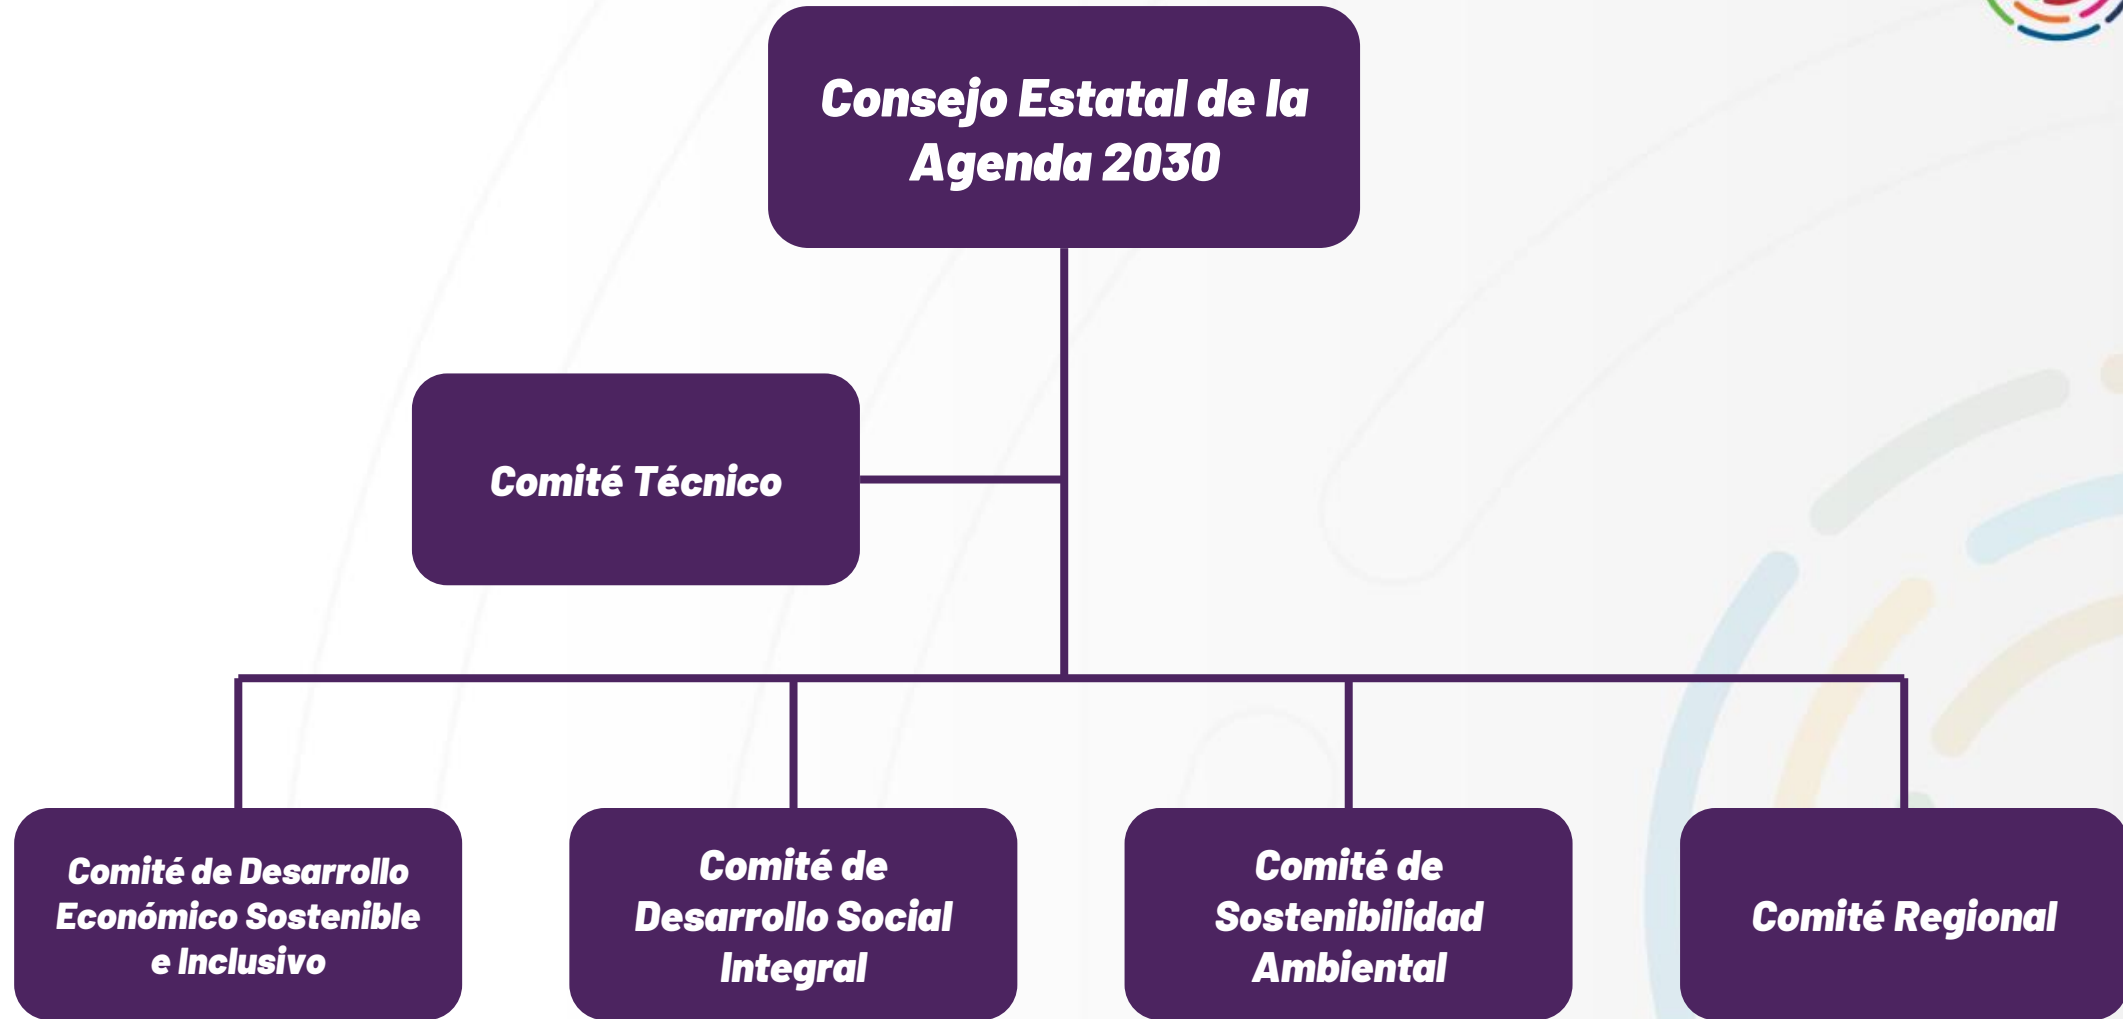 Consejo Estatal de la
Agenda 2030
Comité Técnico
Comité de Desarrollo
Económico Sostenible
e Inclusivo
Comité de
Desarrollo Social
Integral
Comité de
Sostenibilidad
Ambiental
Comité Regional